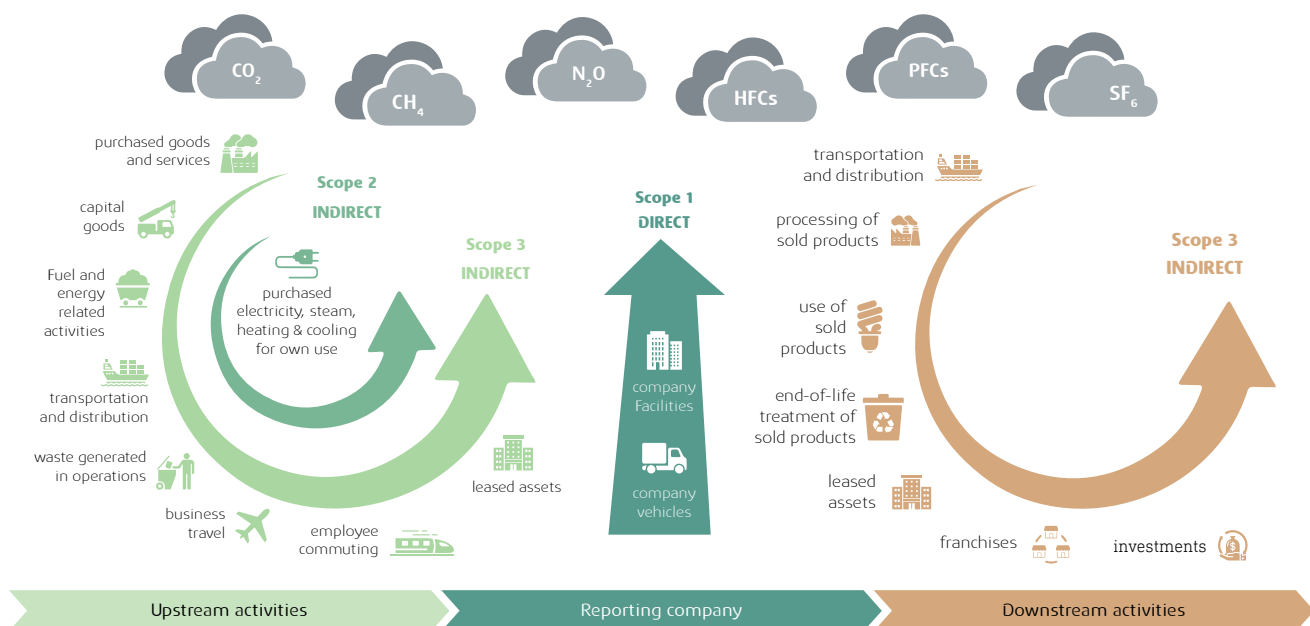 CO₂
CH₄
N₂O
HFCs
PFCs
SF₆
purchased goods
and services
capital
goods
Fuel and
energy
related
activities
transportation
and distribution
waste generated
in operations
business
travel
employee
commuting
leased assets
Scope 2
INDIRECT
purchased
electricity, steam,
heating & cooling
for own use
Scope 3
INDIRECT
Scope 1
DIRECT
company
Facilities
company
vehicles
transportation
and distribution
processing of
sold products
use of
sold
products
end-of-life
treatment of
sold products
leased
assets
franchises
investments
Scope 3
INDIRECT
Upstream activities
Reporting company
Downstream activities